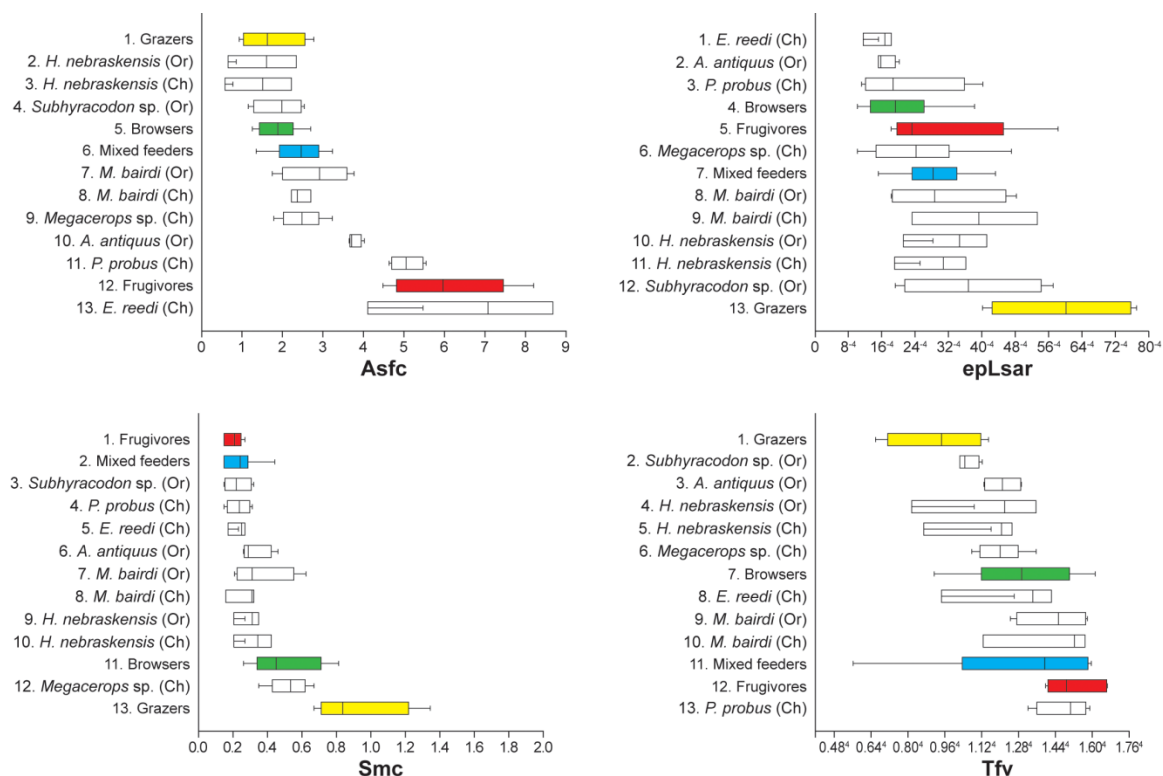 1. Grazers
2. H. nebraskensis (Or)
3. H. nebraskensis (Ch)
4. Subhyracodon sp. (Or)
5. Browsers
6. Mixed feeders
7. M. bairdi (Or)
8. M. bairdi (Ch)
9. Megacerops sp. (Ch)
10. A. antiquus (Or)
11. P. probus (Ch)
12. Frugivores
13. E. reedi (Ch)
0 1 2 3 4 5 6 7 8 9
Asfc
1. E. reedi (Ch)
2. A. antiquus (Or)
3. P. probus (Ch)
4. Browsers
5. Frugivores
6. Megacerops sp. (Ch)
7. Mixed feeders
8. M. bairdi (Or)
9. M. bairdi (Ch)
10. H. nebraskensis (Or)
11. H. nebraskensis (Ch)
12. Subhyracodon sp. (Or)
13. Grazers
0 8⁻⁴ 16⁻⁴ 24⁻⁴ 32⁻⁴ 40⁻⁴ 48⁻⁴ 56⁻⁴ 64⁻⁴ 72⁻⁴ 80⁻⁴
epLsar
1. Frugivores
2. Mixed feeders
3. Subhyracodon sp. (Or)
4. P. probus (Ch)
5. E. reedi (Ch)
6. A. antiquus (Or)
7. M. bairdi (Or)
8. M. bairdi (Ch)
9. H. nebraskensis (Or)
10. H. nebraskensis (Ch)
11. Browsers
12. Megacerops sp. (Ch)
13. Grazers
0.0 0.2 0.4 0.6 0.8 1.0 1.2 1.4 1.6 1.8 2.0
Smc
1. Grazers
2. Subhyracodon sp. (Or)
3. A. antiquus (Or)
4. H. nebraskensis (Or)
5. H. nebraskensis (Ch)
6. Megacerops sp. (Ch)
7. Browsers
8. E. reedi (Ch)
9. M. bairdi (Or)
10. M. bairdi (Ch)
11. Mixed feeders
12. Frugivores
13. P. probus (Ch)
0.48⁴ 0.64⁴ 0.80⁴ 0.96⁴ 1.12⁴ 1.28⁴ 1.44⁴ 1.60⁴ 1.76⁴
Tfv